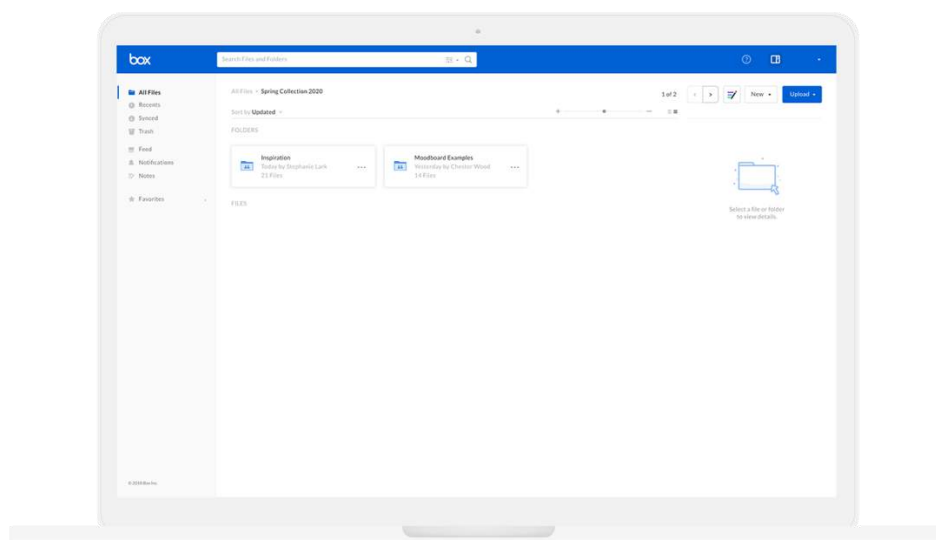 box
Search Files and Folders
All Files
Recents
Synced
Trash
Feed
Notifications
Notes
Favorites
All Files > Spring Collection 2020
1 of 2
New
Upload
Sort by Updated
FOLDERS
Inspiration
Today by Stephanie Lark
21 Files
Moodboard Examples
Yesterday by Chester Wood
14 Files
FILES
Select a file or folder
to view details.
Box Inc